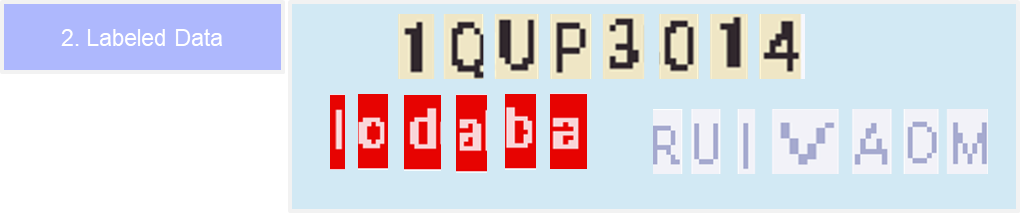 2. Labeled Data
1QUP3014
lodaba RUIVADM